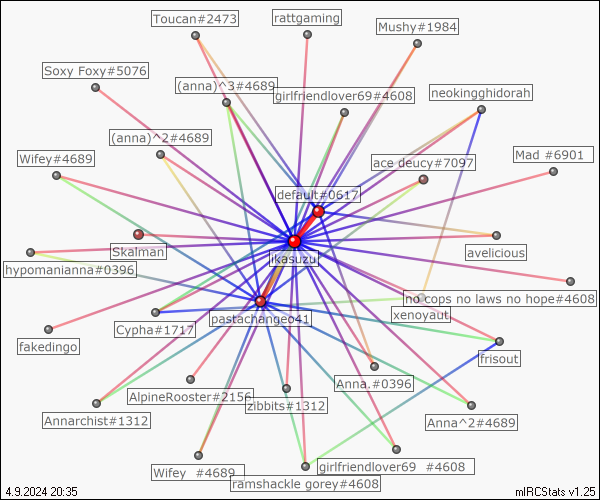 Toucan#2473
rattgaming
Mushy#1984
Soxy Foxy#5076
(anna)^3#4689
girlfriendlover69#4608
neokingghidorah
(anna)^2#4689
Wifey#4689
ace deucy#7097
Mad #6901
default#0617
Skalman
ikasuzu
avelicious
hypomanianna#0396
no cops no laws no hope#4608
xenoyaut
pastachangeo41
Cypha#1717
fakedingo
frisout
Anna.#0396
AlpineRooster#2156
zibbits#1312
Annarchist#1312
Anna^2#4689
Wifey #4689
girlfriendlover69 #4608
ramshackle gorey#4608
4.9.2024 20:35
mIRCStats v1.25